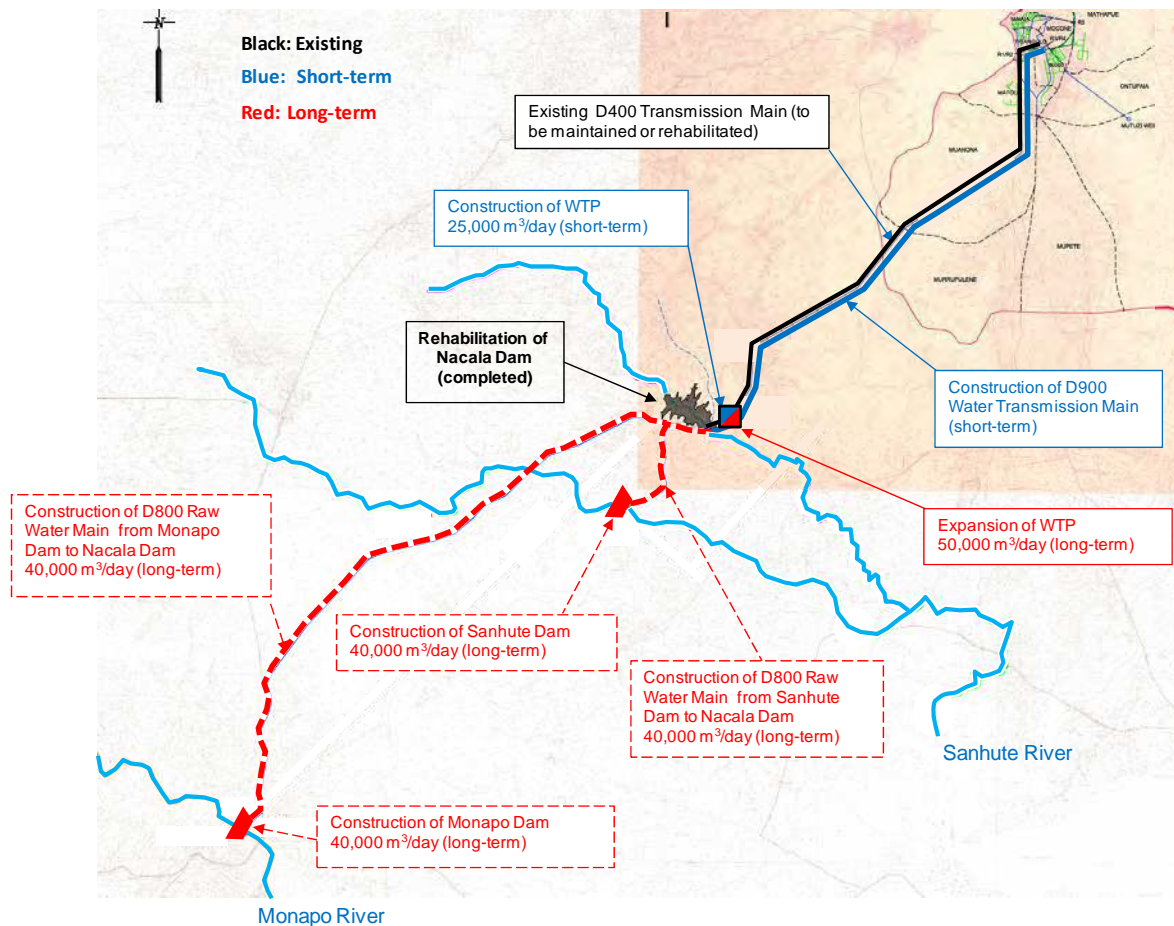 N
Black: Existing
Blue: Short-term
Red: Long-term
MATHAPUE
MOCONE
ONTUPAIA
MUTUZI WELL
MUANONA
MUPETE
MURRUPULENE
Existing D400 Transmission Main (to
be maintained or rehabilitated)
Construction of WTP
25,000 m³/day (short-term)
Rehabilitation of
Nacala Dam
(completed)
Construction of D900
Water Transmission Main
(short-term)
Construction of D800 Raw
Water Main from Monapo
Dam to Nacala Dam
40,000 m³/day (long-term)
Expansion of WTP
50,000 m³/day (long-term)
Construction of Sanhute Dam
40,000 m³/day (long-term)
Construction of D800 Raw
Water Main from Sanhute
Dam to Nacala Dam
40,000 m³/day (long-term)
Sanhute River
Construction of Monapo Dam
40,000 m³/day (long-term)
Monapo River